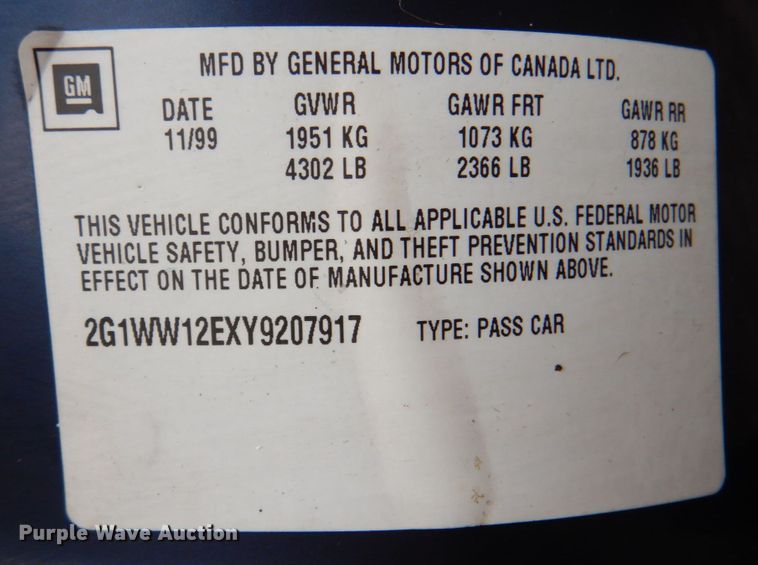 GM
MFD BY GENERAL MOTORS OF CANADA LTD.
DATE GVWR GAWR FRT GAWR RR
11/99 1951 KG 1073 KG 878 KG
4302 LB 2366 LB 1936 LB
THIS VEHICLE CONFORMS TO ALL APPLICABLE U.S. FEDERAL MOTOR
VEHICLE SAFETY, BUMPER, AND THEFT PREVENTION STANDARDS IN
EFFECT ON THE DATE OF MANUFACTURE SHOWN ABOVE.
2G1WW12EXY9207917 TYPE: PASS CAR
Purple Wave Auction